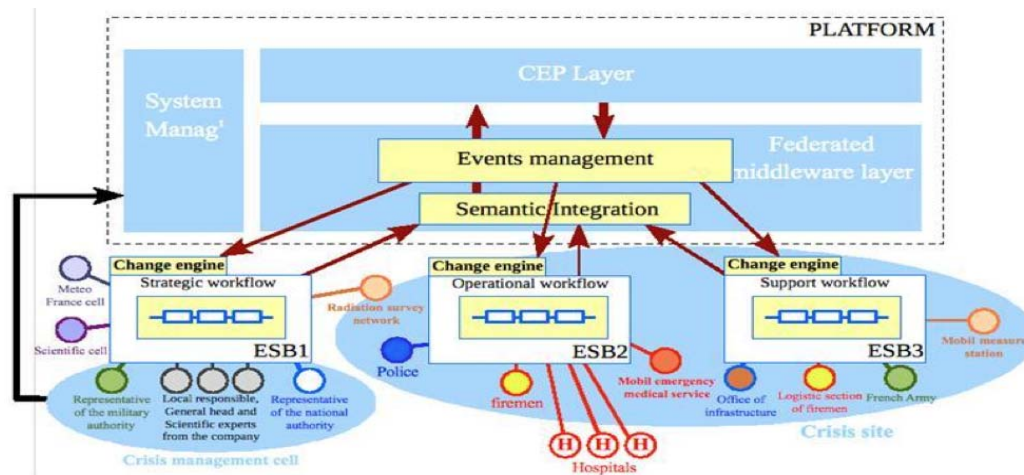 PLATFORM
CEP Layer
System
Managᵗ
Federated
middleware layer
Events management
Semantic Integration
Change engine
Strategic workflow
ESB1
Change engine
Operational workflow
ESB2
Change engine
Support workflow
ESB3
Meteo
France cell
Scientific cell
Radiation survey
network
Representative
of the military
authority
Local responsible,
General head and
Scientific experts
from the company
Representative
of the national
authority
Crisis management cell
Police
firemen
Mobil emergency
medical service
H
H
H
Hospitals
Office of
infrastructure
Logistic section
of firemen
French Army
Mobil measure
station
Crisis site